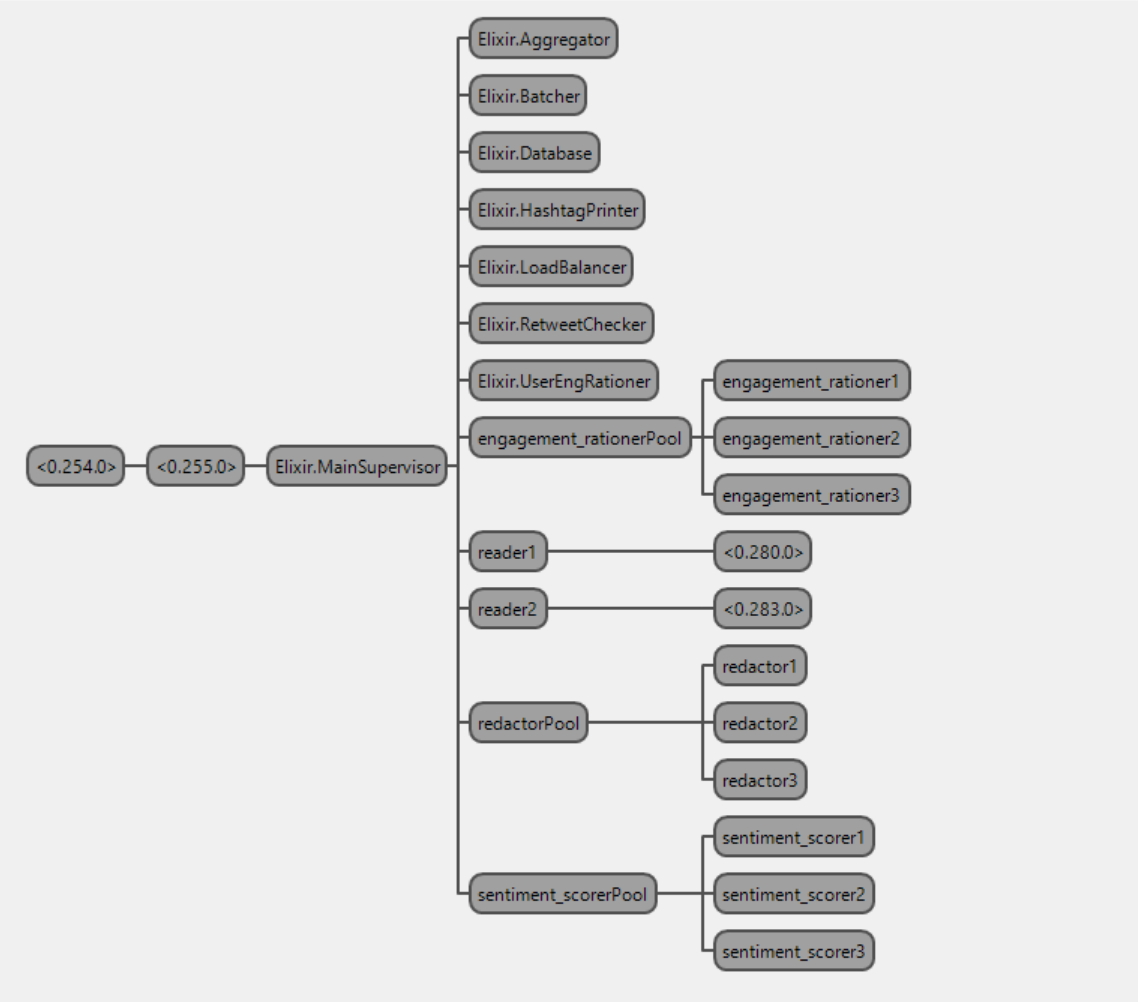 Elixir.Aggregator
Elixir.Batcher
Elixir.Database
Elixir.HashtagPrinter
Elixir.LoadBalancer
Elixir.RetweetChecker
Elixir.UserEngRationer
engagement_rationer1
engagement_rationerPool
engagement_rationer2
<0.254.0>
<0.255.0>
Elixir.MainSupervisor
engagement_rationer3
reader1
<0.280.0>
reader2
<0.283.0>
redactor1
redactorPool
redactor2
redactor3
sentiment_scorer1
sentiment_scorerPool
sentiment_scorer2
sentiment_scorer3